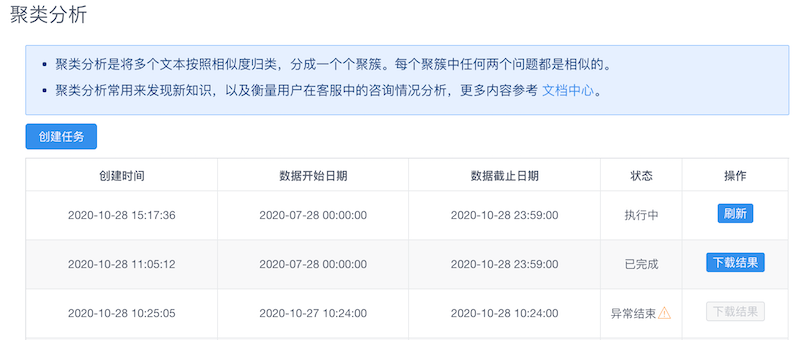 聚类分析
聚类分析是将多个文本按照相似度归类，分成一个个聚簇。每个聚簇中任何两个问题都是相似的。
聚类分析常用来发现新知识，以及衡量用户在客服中的咨询情况分析，更多内容参考 文档中心。
创建任务
创建时间 数据开始日期 数据截止日期 状态 操作
2020-10-28 15:17:36 2020-07-28 00:00:00 2020-10-28 23:59:00 执行中 刷新
2020-10-28 11:05:12 2020-07-28 00:00:00 2020-10-28 23:59:00 已完成 下载结果
2020-10-28 10:25:05 2020-10-27 10:24:00 2020-10-28 10:24:00 异常结束 下载结果